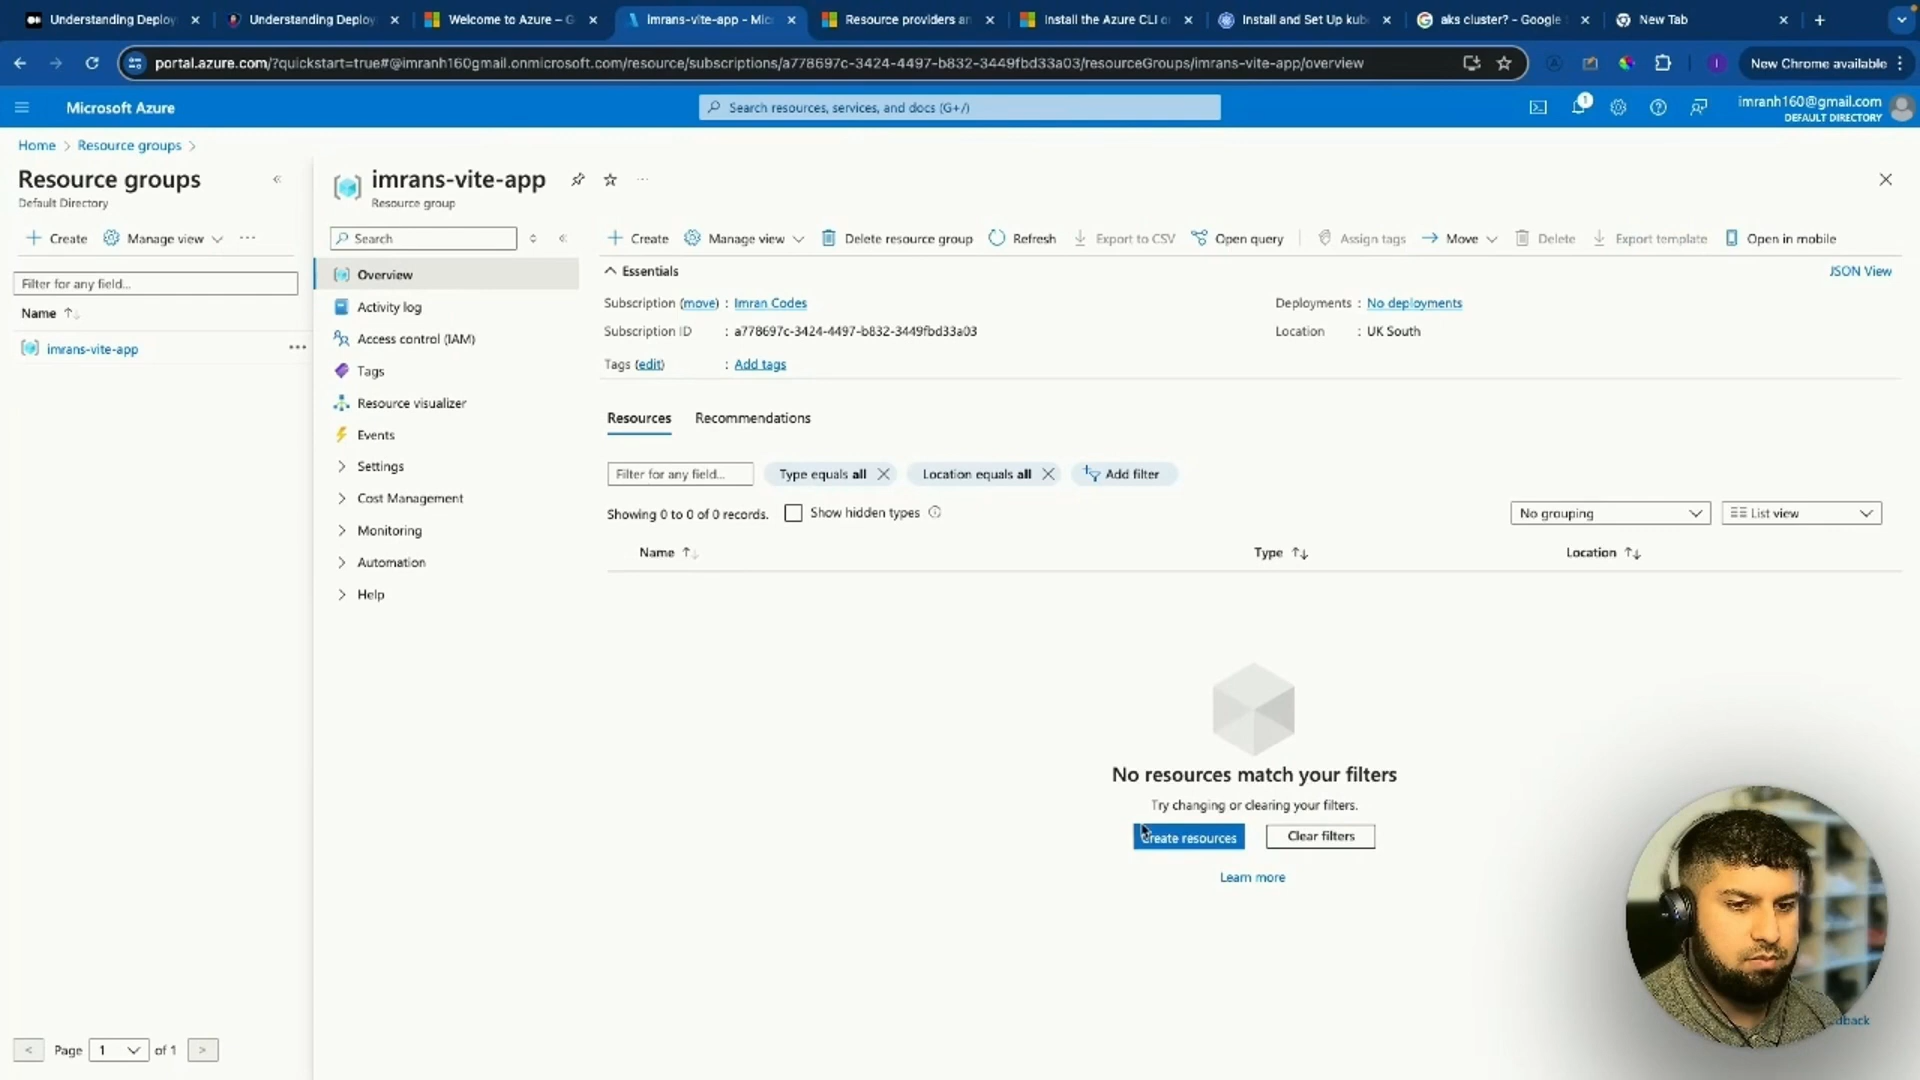 Understanding Deploy
Understanding Deploy
Welcome to Azure – G
imrans-vite-app - Mic
Resource providers an
Install the Azure CLI o
Install and Set Up kub
aks cluster? - Google
New Tab
portal.azure.com/?quickstart=true#@imranh160gmail.onmicrosoft.com/resource/subscriptions/a778697c-3424-4497-b832-3449fbd33a03/resourceGroups/imrans-vite-app/overview
New Chrome available
Microsoft Azure
Search resources, services, and docs (G+/)
1
imranh160@gmail.com
DEFAULT DIRECTORY
Home > Resource groups >
Resource groups
Default Directory
+ Create
Manage view
...
Filter for any field...
Name
imrans-vite-app
...
Page 1 of 1
imrans-vite-app
Resource group
Search
Overview
Activity log
Access control (IAM)
Tags
Resource visualizer
Events
Settings
Cost Management
Monitoring
Automation
Help
+ Create
Manage view
Delete resource group
Refresh
Export to CSV
Open query
Assign tags
Move
Delete
Export template
Open in mobile
Essentials
JSON View
Subscription (move) : Imran Codes
Subscription ID : a778697c-3424-4497-b832-3449fbd33a03
Tags (edit) : Add tags
Deployments : No deployments
Location : UK South
Resources
Recommendations
Filter for any field...
Type equals all
Location equals all
Add filter
Showing 0 to 0 of 0 records.
Show hidden types
No grouping
List view
Name
Type
Location
No resources match your filters
Try changing or clearing your filters.
Create resources
Clear filters
Learn more